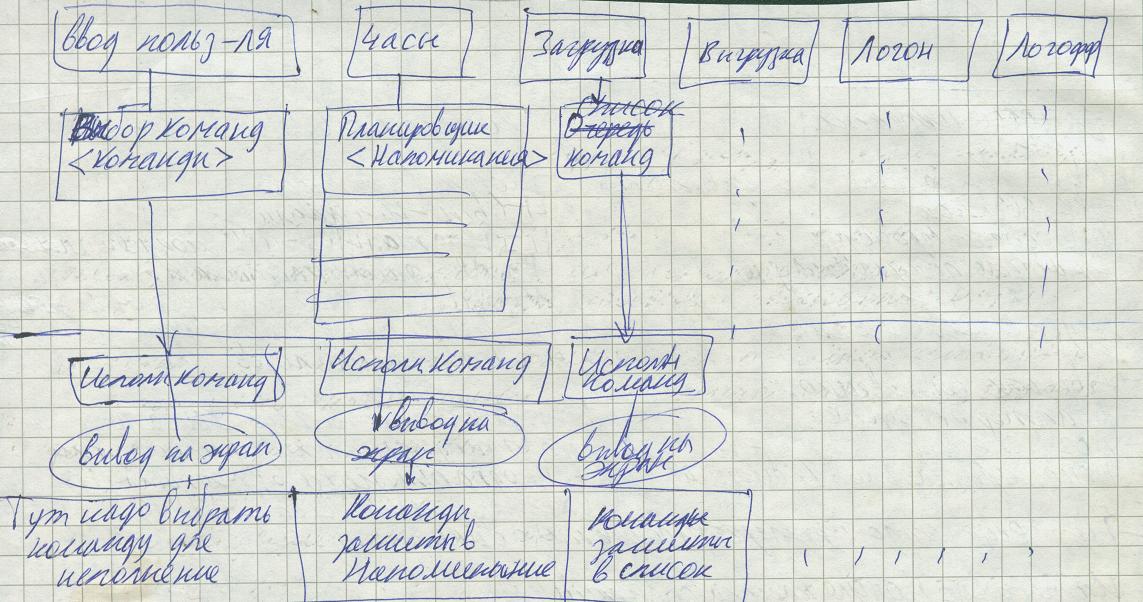 Ввод польз-ля
Часы
Загрузка
Выгрузка
Логон
Логофф
Выбор команд
<Команды>
Планировщик
<Напоминания>
Список
Очередь
команд
Исполн команд
Исполн команд
Исполн
команд
Вывод на экран
Вывод на
экран
Вывод на
экран
Тут надо выбрать
команду для
исполнение
Команды
зашиты в
Напоминание
Команды
зашиты
в список